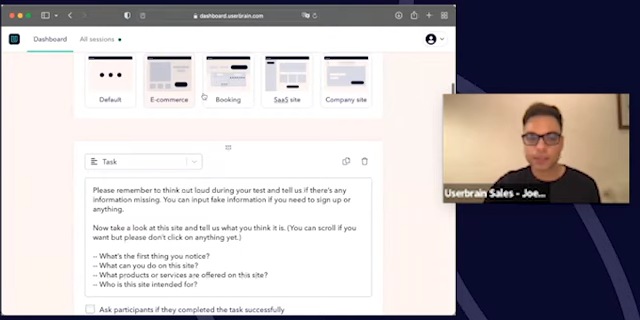 dashboard.userbrain.com
Dashboard
All sessions
Default
E-commerce
Booking
SaaS site
Company site
Task
Please remember to think out loud during your test and tell us if there's any
information missing. You can input fake information if you need to sign up or
anything.
Now take a look at this site and tell us what you think it is. (You can scroll if you
want but please don't click on anything yet.)
-- What's the first thing you notice?
-- What can you do on this site?
-- What products or services are offered on this site?
-- Who is this site intended for?
Ask participants if they completed the task successfully
Userbrain Sales - Joe...